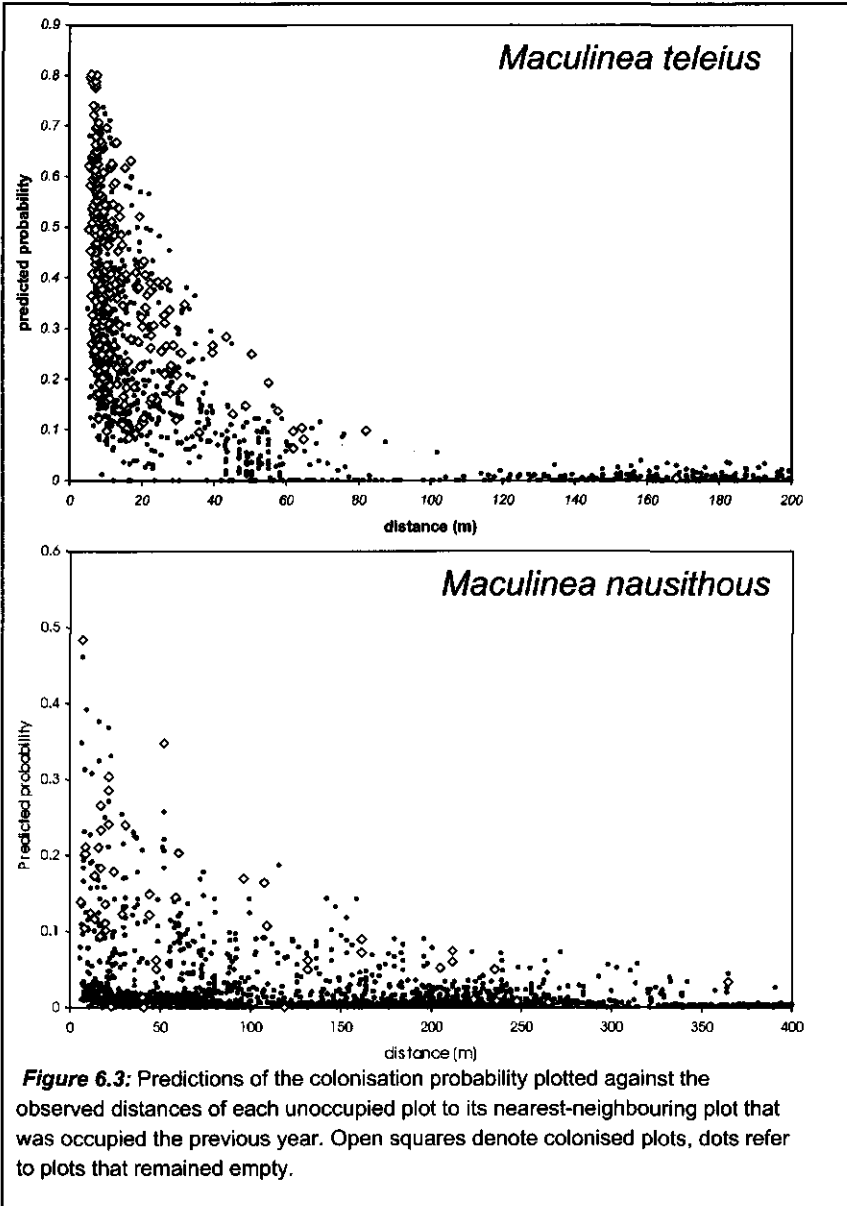 Maculinea teleius
0.9
0.8
0.7
0.6
0.5
0.4
0.3
0.2
0.1
0
predicted probability
0 20 40 60 80 100 120 140 160 180 200
distance (m)
Maculinea nausithous
0.6
0.5
0.4
0.3
0.2
0.1
0
Predicted probability
0 50 100 150 200 250 300 350 400
distance (m)
Figure 6.3: Predictions of the colonisation probability plotted against the
observed distances of each unoccupied plot to its nearest-neighbouring plot that
was occupied the previous year. Open squares denote colonised plots, dots refer
to plots that remained empty.